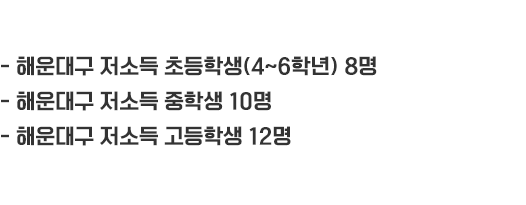 - 해운대구 저소득 초등학생(4~6학년) 8명
- 해운대구 저소득 중학생 10명
- 해운대구 저소득 고등학생 12명